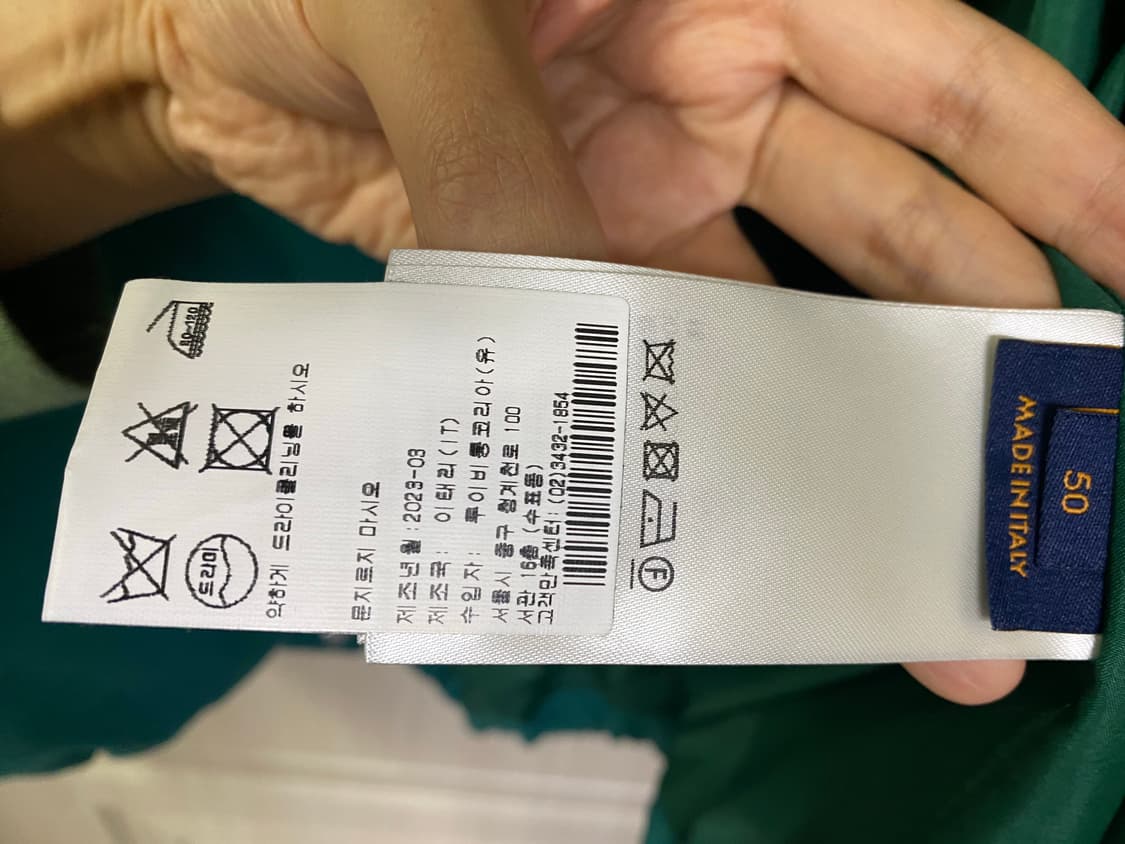 80~120
드라이
약하게 드라이클리닝을 하시오
문지르지 마시오
제조년월 : 2023-03
제조국 : 이태리(IT)
수입자 : 루이비통코리아(유)
서울시 중구 청계천로 100
서관 16층 (수표동)
고객만족센터: (02)3432-1854
F
MADE IN ITALY
50